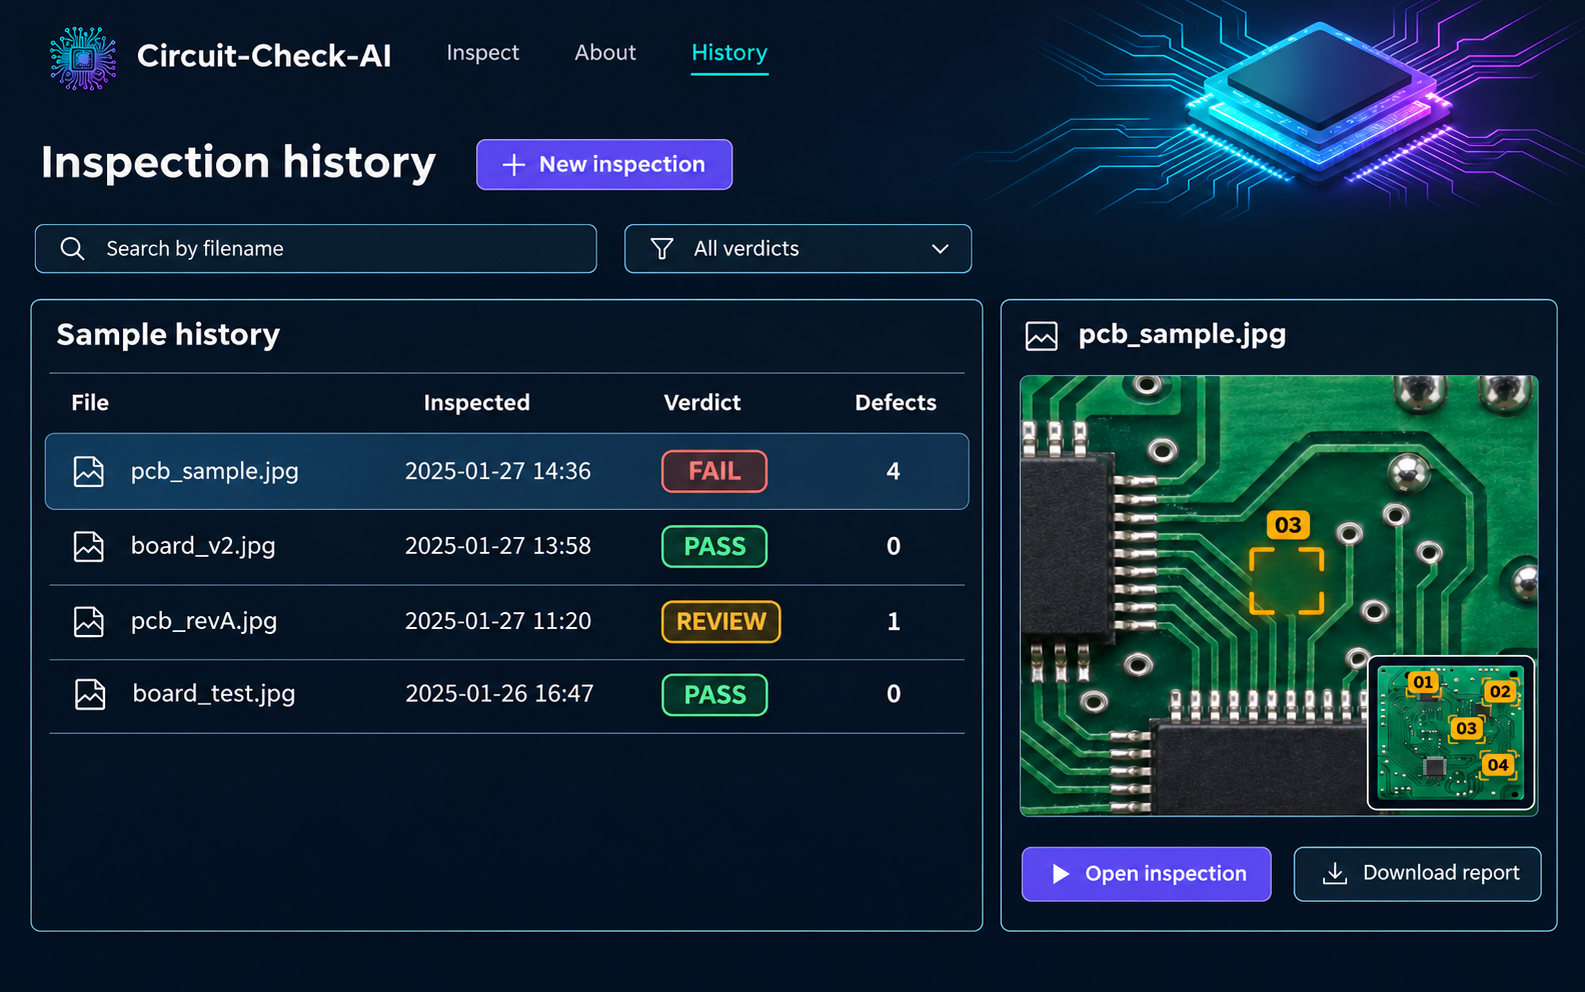 Circuit-Check-AI Inspect About History
Inspection history + New inspection
Search by filename All verdicts
Sample history
File Inspected Verdict Defects
pcb_sample.jpg 2025-01-27 14:36 FAIL 4
board_v2.jpg 2025-01-27 13:58 PASS 0
pcb_revA.jpg 2025-01-27 11:20 REVIEW 1
board_test.jpg 2025-01-26 16:47 PASS 0
pcb_sample.jpg
03
01
02
03
04
Open inspection Download report